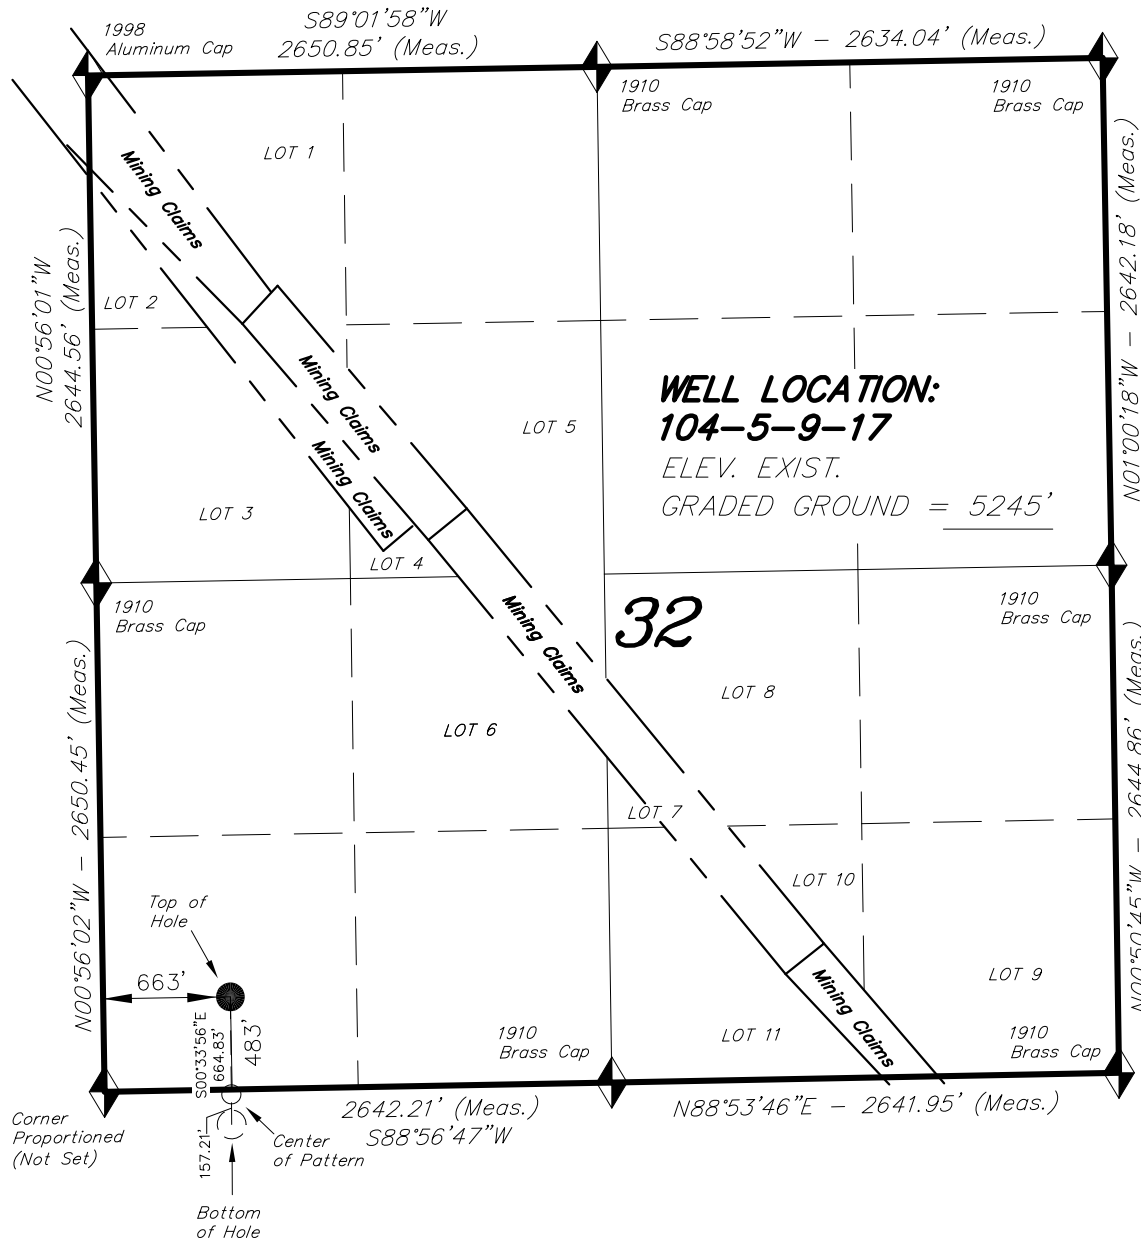 S89°01'58"W
2650.85' (Meas.)
S88°58'52"W - 2634.04' (Meas.)
1998
Aluminum Cap
1910
Brass Cap
1910
Brass Cap
LOT 1
Mining Claims
N00°56'01"W
2644.56' (Meas.)
N01°00'18"W - 2642.18' (Meas.)
LOT 2
Mining Claims
WELL LOCATION:
104-5-9-17
ELEV. EXIST.
GRADED GROUND = 5245'
LOT 5
Mining Claims
LOT 3
LOT 4
1910
Brass Cap
Mining Claims
32
1910
Brass Cap
LOT 8
LOT 6
N00°56'02"W - 2650.45' (Meas.)
N00°50'45"W - 2644.86' (Meas.)
LOT 7
LOT 10
Top of
Hole
663'
LOT 9
Mining Claims
S00°33'56"E
664.83'
483'
1910
Brass Cap
LOT 11
1910
Brass Cap
2642.21' (Meas.)
S88°56'47"W
N88°53'46"E - 2641.95' (Meas.)
Corner
Proportioned
(Not Set)
157.21'
Center
of Pattern
Bottom
of Hole